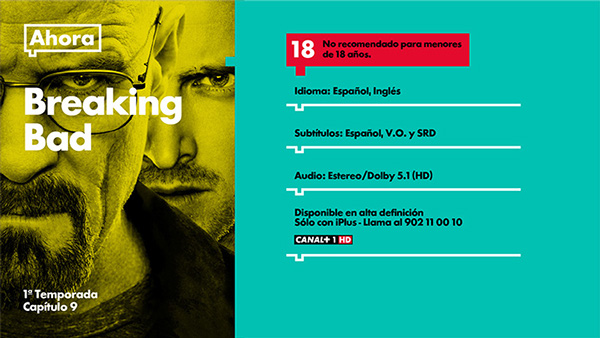 Ahora
Breaking
Bad
1ª Temporada
Capítulo 9
18
No recomendado para menores
de 18 años.
Idioma: Español, Inglés
Subtítulos: Español, V.O. y SRD
Audio: Estereo/Dolby 5.1 (HD)
Disponible en alta definición
Sólo con iPlus - Llama al 902 11 00 10
CANAL+ 1 HD